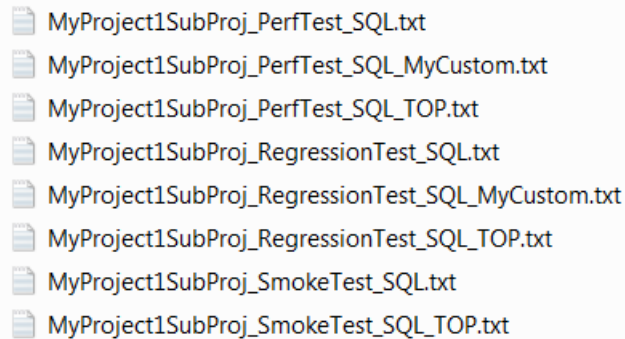 MyProject1SubProj_PerfTest_SQL.txt
MyProject1SubProj_PerfTest_SQL_MyCustom.txt
MyProject1SubProj_PerfTest_SQL_TOP.txt
MyProject1SubProj_RegressionTest_SQL.txt
MyProject1SubProj_RegressionTest_SQL_MyCustom.txt
MyProject1SubProj_RegressionTest_SQL_TOP.txt
MyProject1SubProj_SmokeTest_SQL.txt
MyProject1SubProj_SmokeTest_SQL_TOP.txt